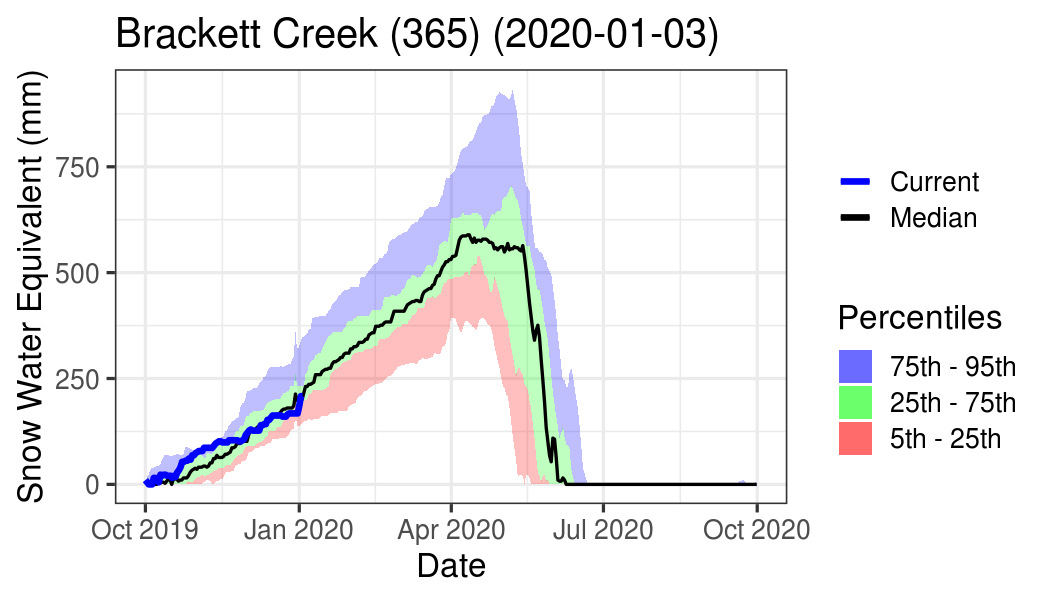 Brackett Creek (365) (2020-01-03)
Snow Water Equivalent (mm)
750
500
250
0
Oct 2019
Jan 2020
Apr 2020
Jul 2020
Oct 2020
Date
Current
Median
Percentiles
75th - 95th
25th - 75th
5th - 25th